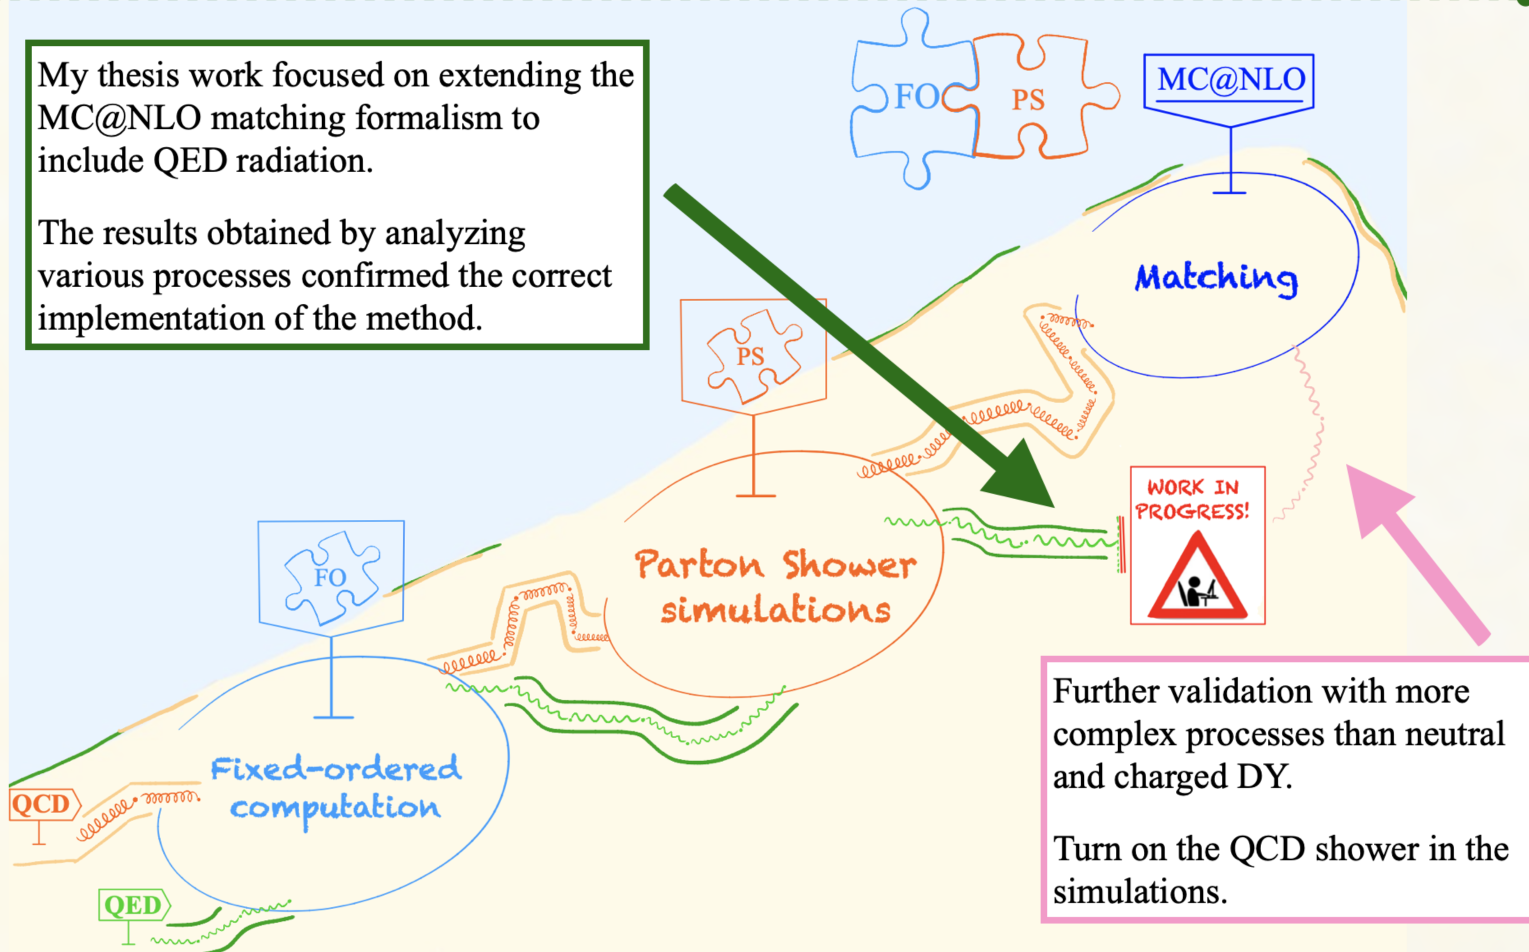 My thesis work focused on extending the
MC@NLO matching formalism to
include QED radiation.
The results obtained by analyzing
various processes confirmed the correct
implementation of the method.
FO
PS
MC@NLO
Matching
PS
WORK IN
PROGRESS!
Parton Shower
simulations
FO
Fixed-ordered
computation
QCD
QED
Further validation with more
complex processes than neutral
and charged DY.
Turn on the QCD shower in the
simulations.